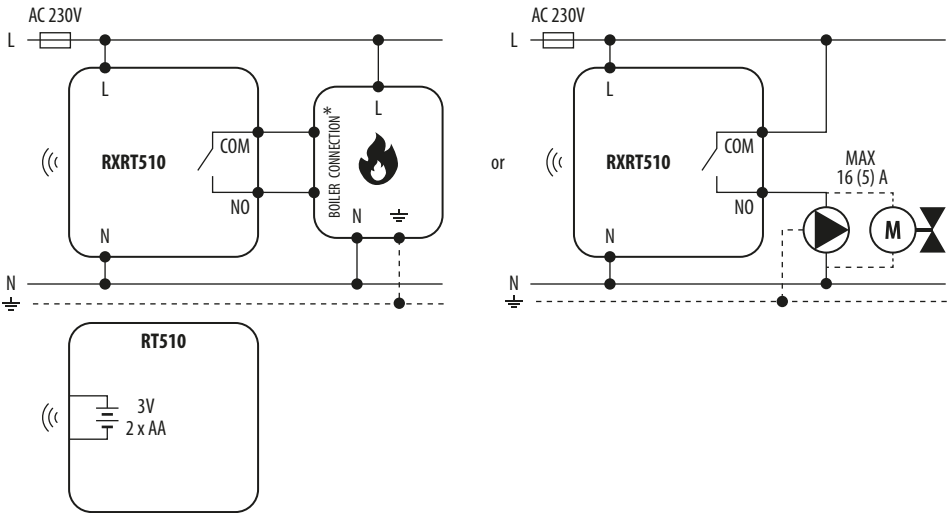 AC 230V
L
L
RXRT510
COM
NO
N
BOILER CONNECTION*
L
N
N
or
AC 230V
L
L
RXRT510
COM
NO
N
MAX
16 (5) A
M
N
RT510
3V
2 x AA